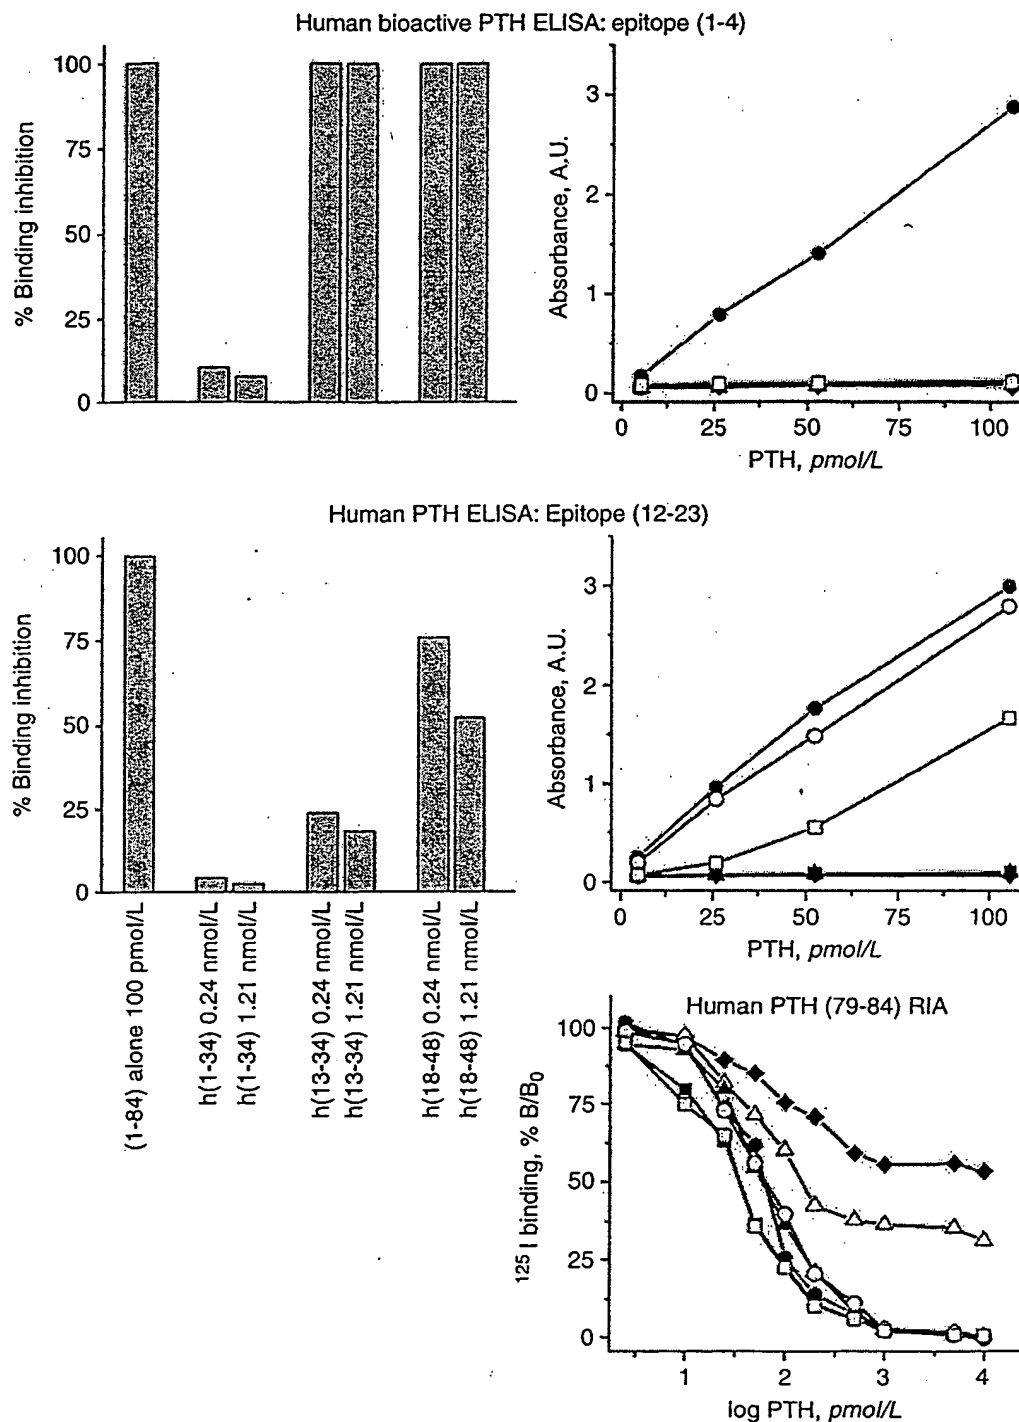 Human bioactive PTH ELISA: epitope (1-4)
% Binding inhibition
100
75
50
25
0
Absorbance, A.U.
3
2
1
0
0 25 50 75 100
PTH, pmol/L
Human PTH ELISA: Epitope (12-23)
% Binding inhibition
100
75
50
25
0
(1-84) alone 100 pmol/L
h(1-34) 0.24 nmol/L
h(1-34) 1.21 nmol/L
h(13-34) 0.24 nmol/L
h(13-34) 1.21 nmol/L
h(18-48) 0.24 nmol/L
h(18-48) 1.21 nmol/L
Absorbance, A.U.
3
2
1
0
0 25 50 75 100
PTH, pmol/L
Human PTH (79-84) RIA
125 I binding, % B/B0
100
75
50
25
0
1 2 3 4
log PTH, pmol/L